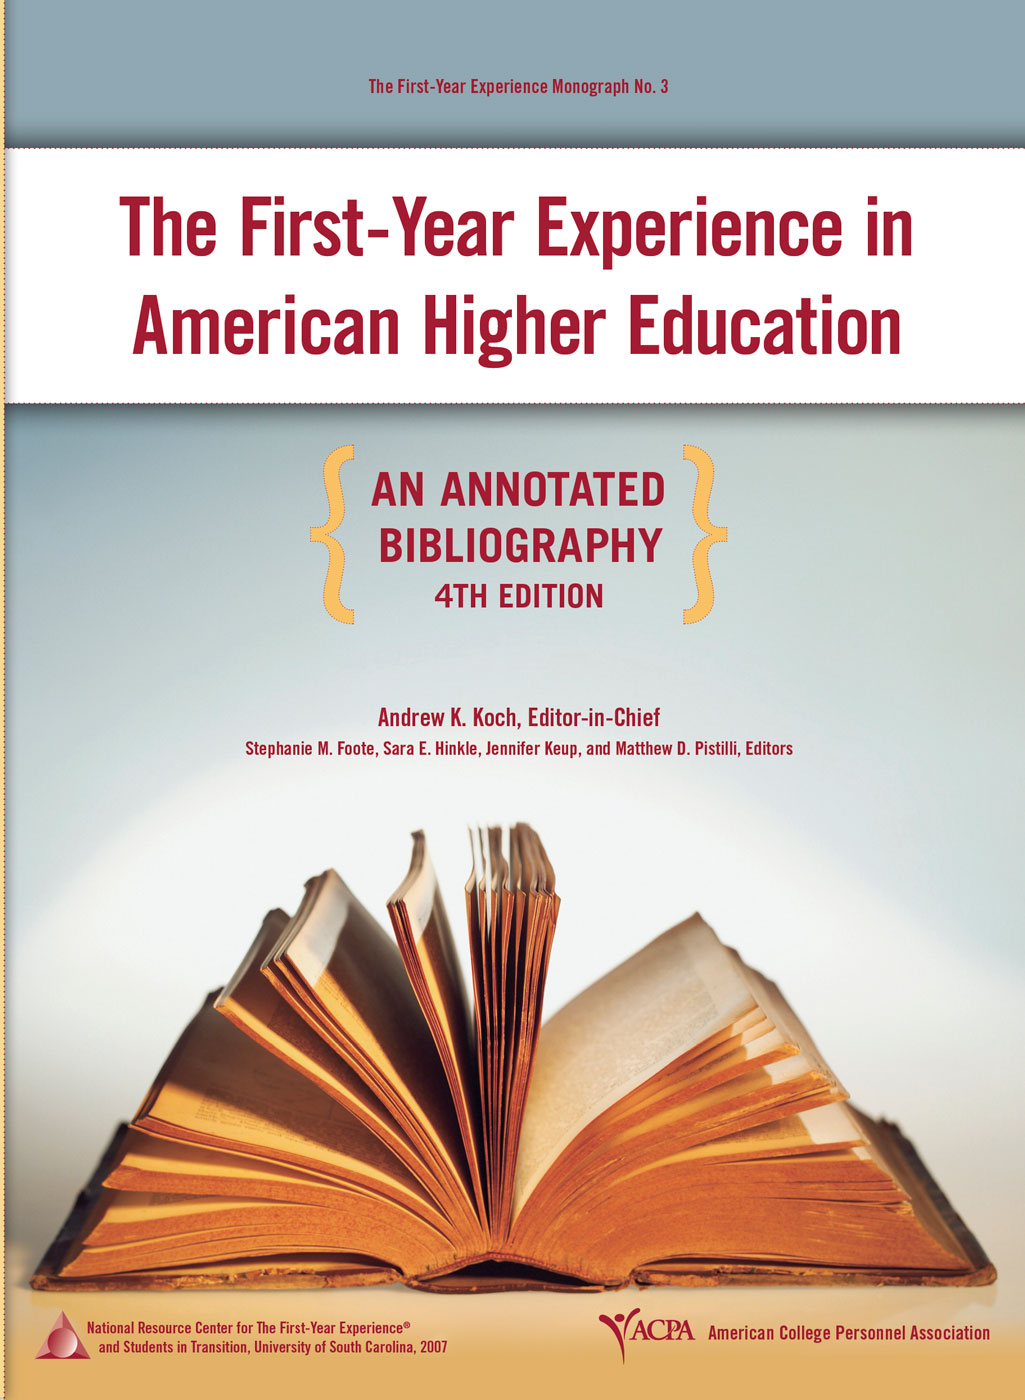 The First-Year Experience Monograph No. 3
The First-Year Experience in
American Higher Education
AN ANNOTATED
BIBLIOGRAPHY
4TH EDITION
Andrew K. Koch, Editor-in-Chief
Stephanie M. Foote, Sara E. Hinkle, Jennifer Keup, and Matthew D. Pistilli, Editors
National Resource Center for The First-Year Experience®
and Students in Transition, University of South Carolina, 2007
ACPA American College Personnel Association